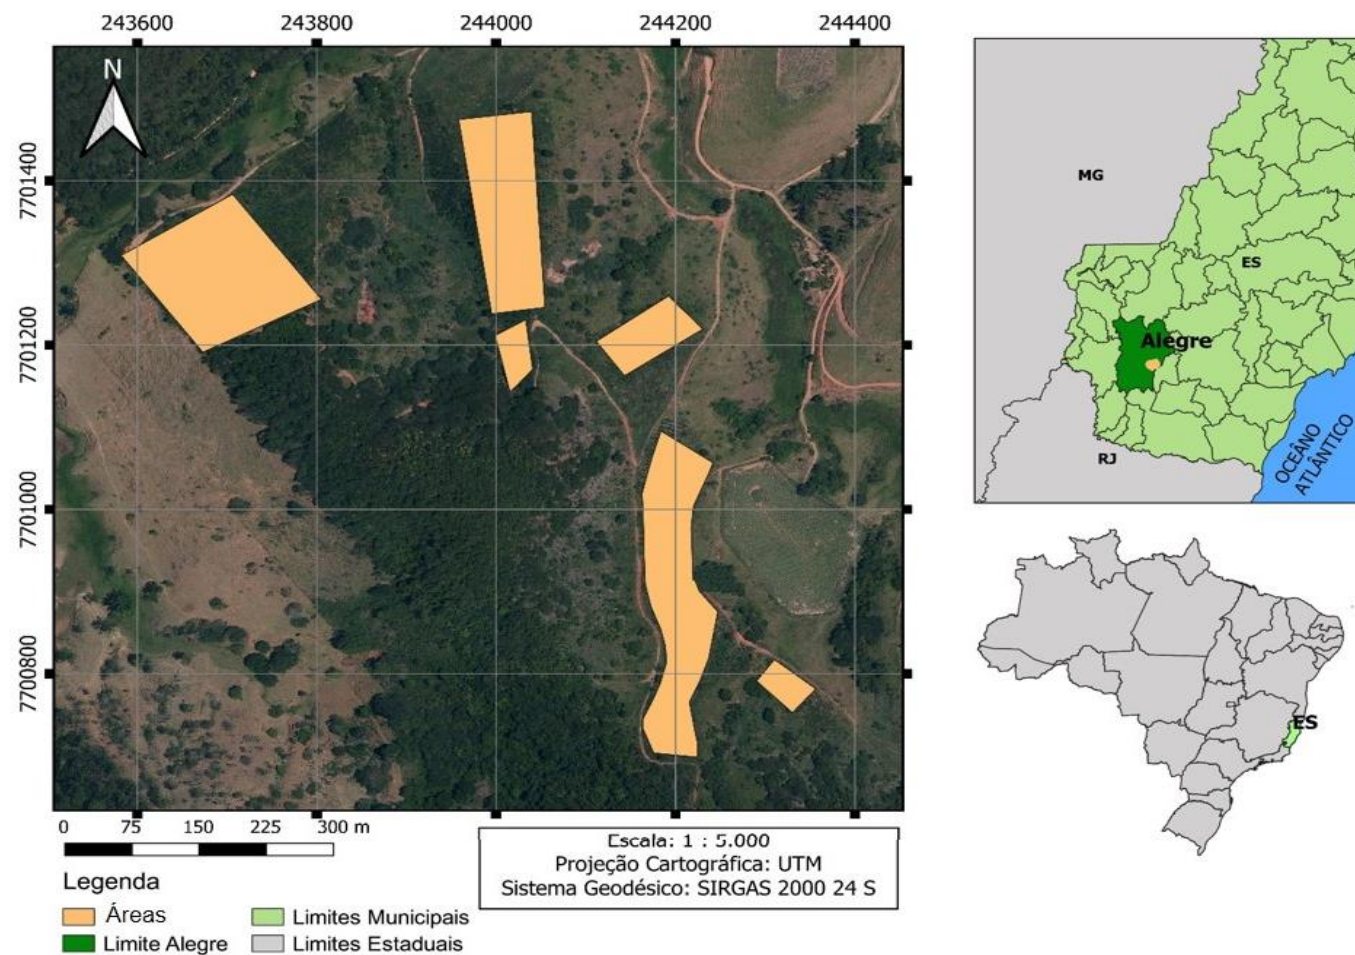 243600 243800 244000 244200 244400
N
7701400
7701200
7701000
7700800
0 75 150 225 300 m
Escala: 1 : 5.000
Projeção Cartográfica: UTM
Sistema Geodésico: SIRGAS 2000 24 S
Legenda
Áreas
Limites Municipais
Limite Alegre
Limites Estaduais
MG
ES
Alegre
RJ
OCEÂNO
ATLÂNTICO
ES